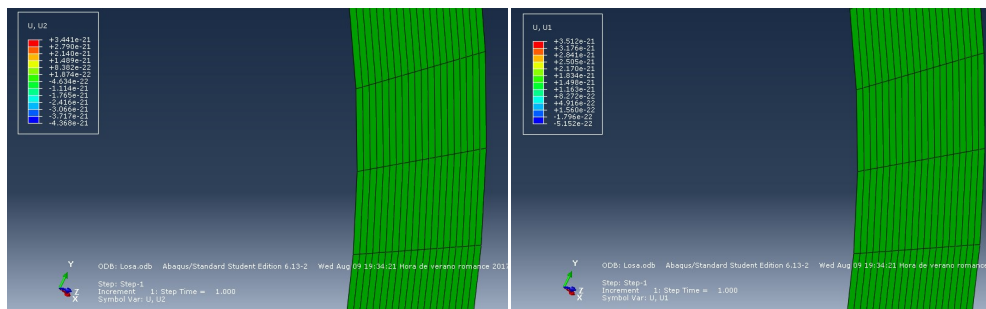 U, U2
+3.441e-21
+2.790e-21
+2.140e-21
+1.489e-21
+8.382e-22
+1.874e-22
-4.634e-22
-1.114e-21
-1.765e-21
-2.416e-21
-3.066e-21
-3.717e-21
-4.368e-21
Y
Z
X
ODB: Losa.odb Abaqus/Standard Student Edition 6.13-2 Wed Aug 09 19:34:21 Hora de verano romance 2017
Step: Step-1
Increment 1: Step Time = 1.000
Symbol Var: U, U2
U, U1
+3.512e-21
+3.176e-21
+2.841e-21
+2.505e-21
+2.170e-21
+1.834e-21
+1.498e-21
+1.163e-21
+8.272e-22
+4.916e-22
+1.560e-22
-1.796e-22
-5.152e-22
Y
Z
X
ODB: Losa.odb Abaqus/Standard Student Edition 6.13-2 Wed Aug 09 19:34:21 Hora de verano romance
Step: Step-1
Increment 1: Step Time = 1.000
Symbol Var: U, U1